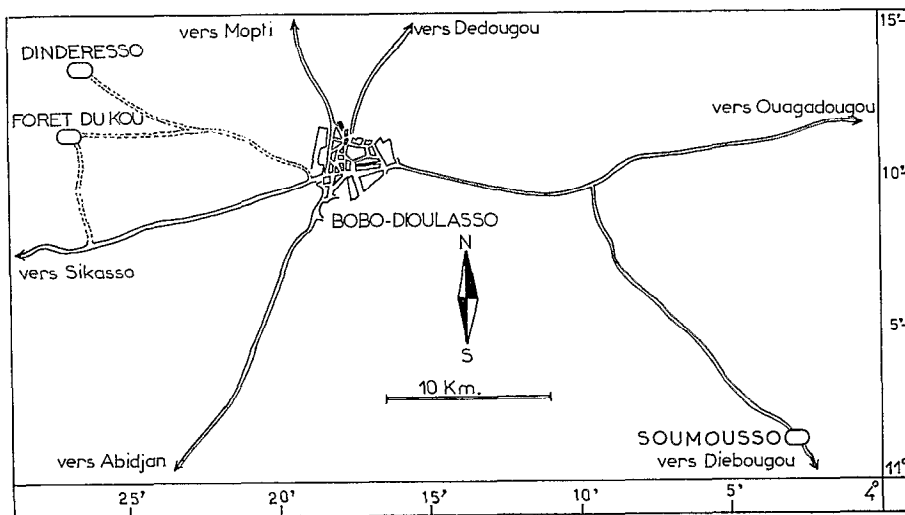 vers Mopti
vers Dedougou
15'
DINDERESSO
FORET DU KOU
vers Ouagadougou
10'
BOBO-DIOULASSO
N
vers Sikasso
5'
S
10 Km.
SOUMOUSSO
vers Abidjan
vers Diebougou
11°
25'
20'
15'
10'
5'
4°